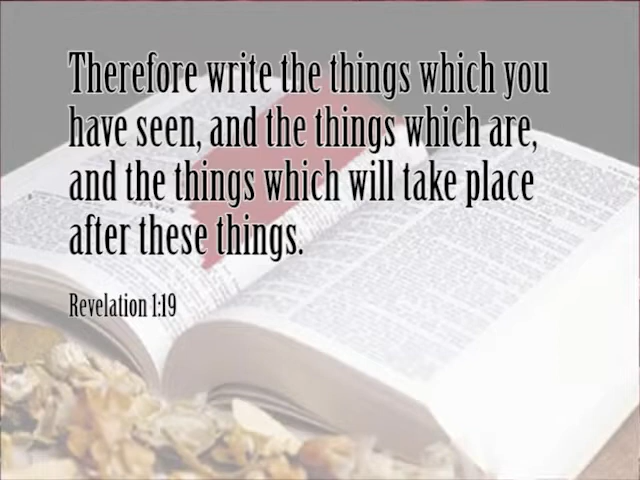 Therefore write the things which you
have seen, and the things which are,
and the things which will take place
after these things.
Revelation 1:19